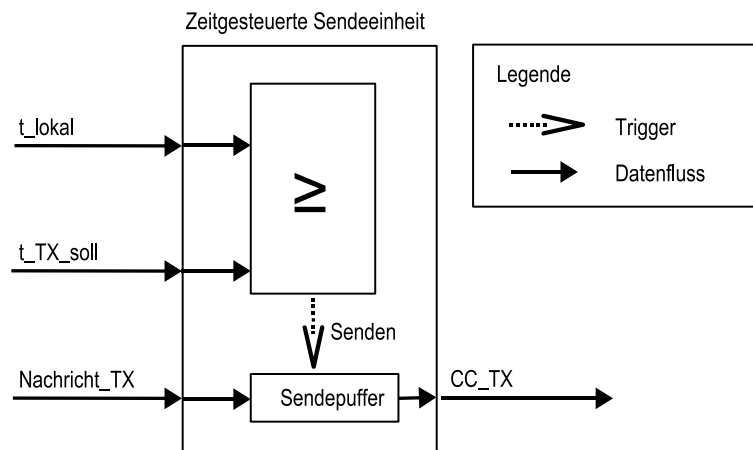 Zeitgesteuerte Sendeeinheit
t_lokal
t_TX_soll
Nachricht_TX
≥
Senden
Sendepuffer
CC_TX
Legende
Trigger
Datenfluss